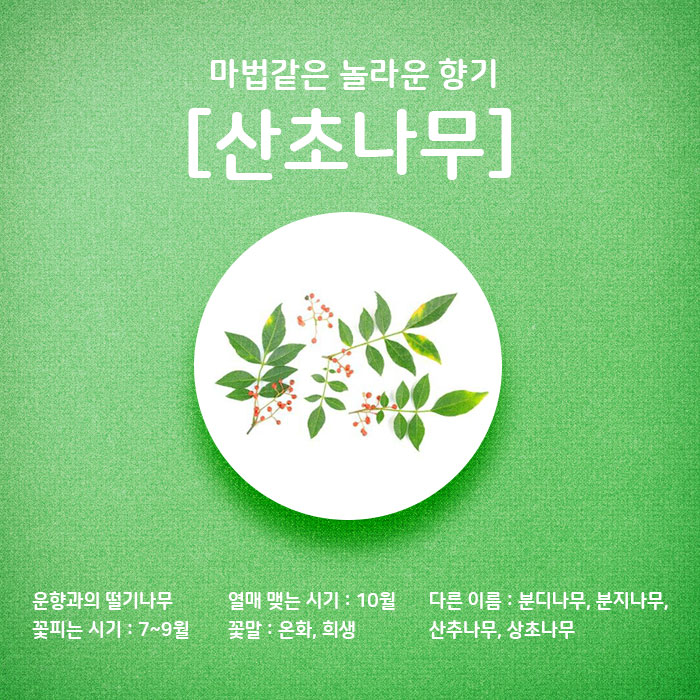 마법같은 놀라운 향기
[산초나무]
운향과의 떨기나무
꽃피는 시기 : 7~9월
열매 맺는 시기 : 10월
꽃말 : 온화, 희생
다른 이름 : 분디나무, 분지나무,
산추나무, 상초나무